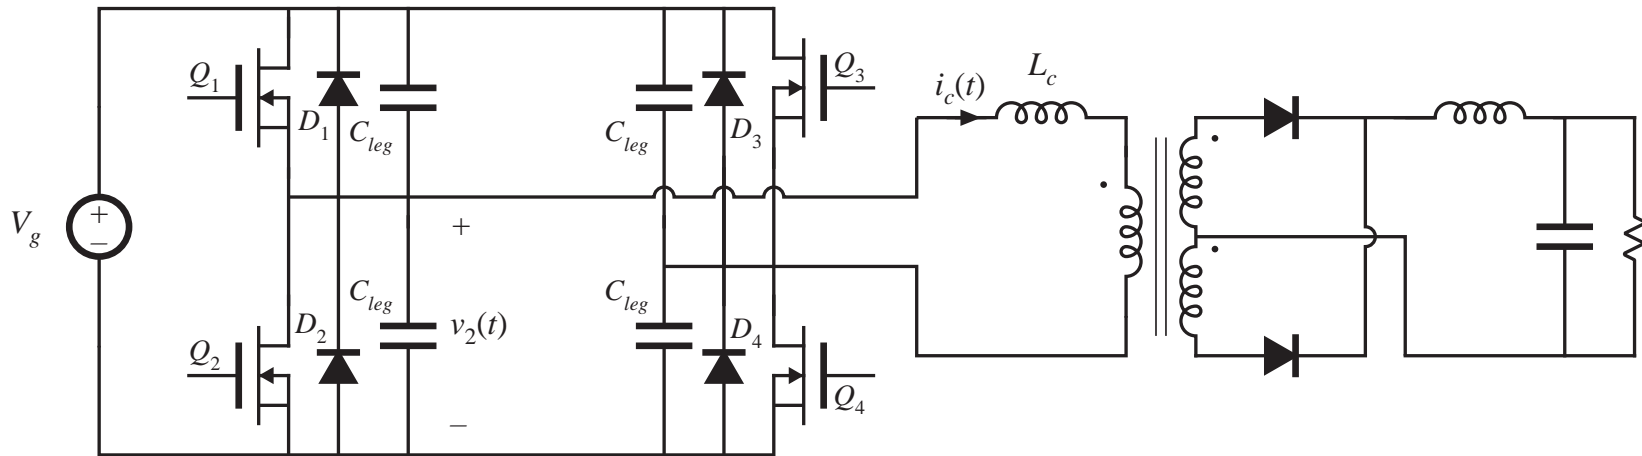 Q1
D1
Cleg
Cleg
D3
Q3
ic(t)
Lc
Vg
+
−
+
Cleg
v2(t)
−
Q2
D2
Cleg
D4
Q4